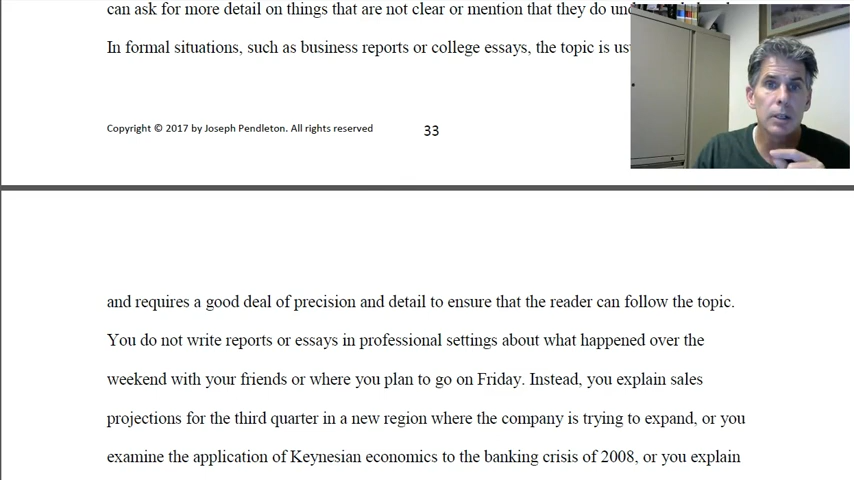 can ask for more detail on things that are not clear or mention that they do
In formal situations, such as business reports or college essays, the topic is
Copyright © 2017 by Joseph Pendleton. All rights reserved
33
and requires a good deal of precision and detail to ensure that the reader can follow the topic.
You do not write reports or essays in professional settings about what happened over the
weekend with your friends or where you plan to go on Friday. Instead, you explain sales
projections for the third quarter in a new region where the company is trying to expand, or you
examine the application of Keynesian economics to the banking crisis of 2008, or you explain